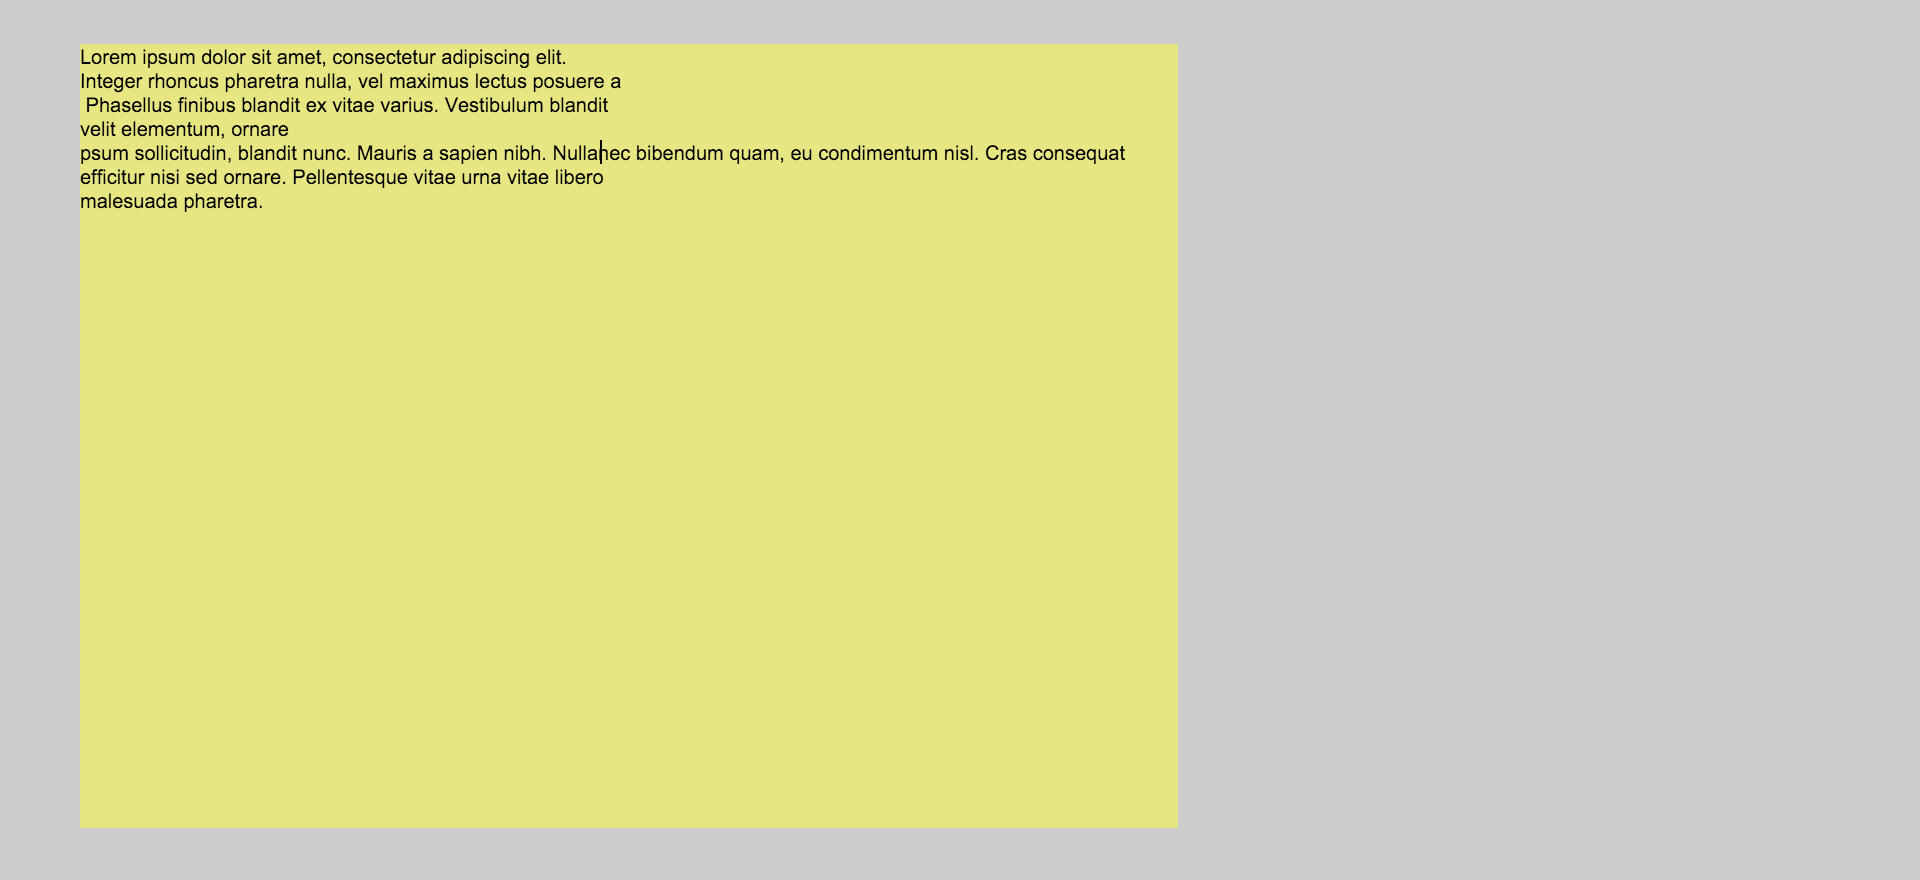 Lorem ipsum dolor sit amet, consectetur adipiscing elit.
Integer rhoncus pharetra nulla, vel maximus lectus posuere a
 Phasellus finibus blandit ex vitae varius. Vestibulum blandit
velit elementum, ornare
psum sollicitudin, blandit nunc. Mauris a sapien nibh. Nullanec bibendum quam, eu condimentum nisl. Cras consequat
efficitur nisi sed ornare. Pellentesque vitae urna vitae libero
malesuada pharetra.